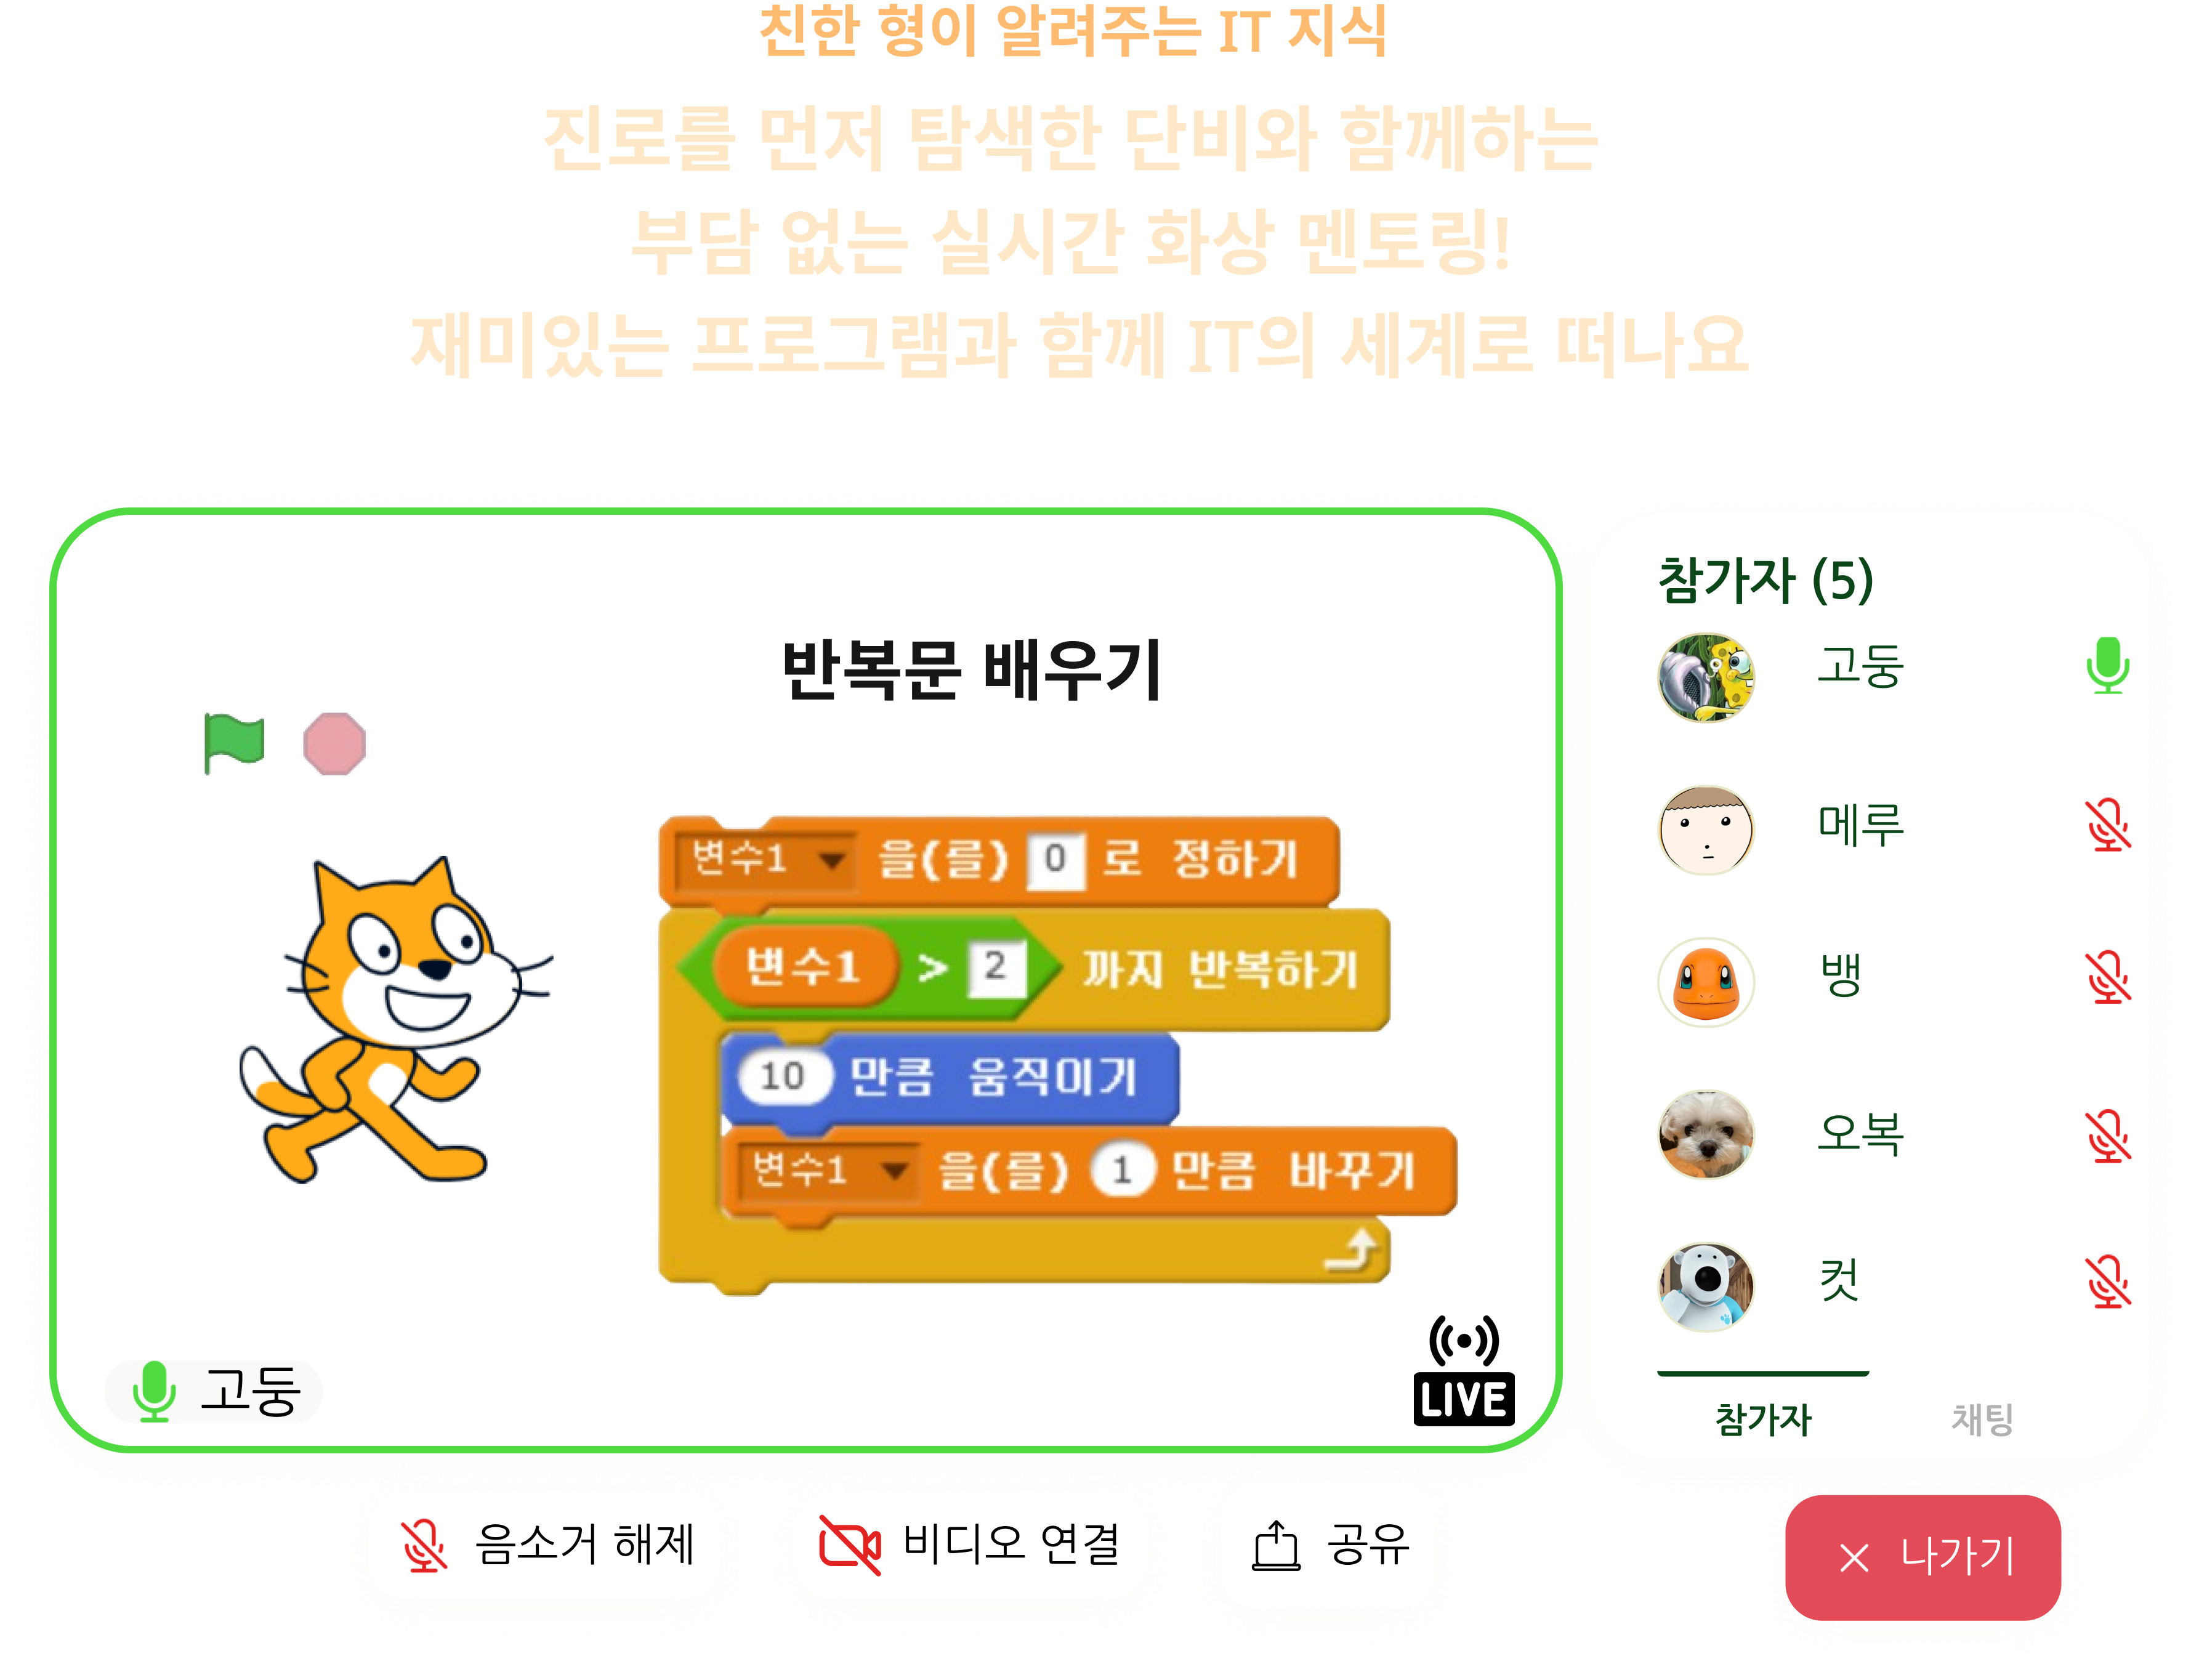 친한 형이 알려주는 IT 지식
진로를 먼저 탐색한 단비와 함께하는
부담 없는 실시간 화상 멘토링!
재미있는 프로그램과 함께 IT의 세계로 떠나요
반복문 배우기
변수1 을(를) 0 로 정하기
변수1 > 2 까지 반복하기
10 만큼 움직이기
변수1 을(를) 1 만큼 바꾸기
고둥
LIVE
참가자 (5)
고둥
메루
뱅
오복
컷
참가자 채팅
음소거 해제 비디오 연결 공유 나가기